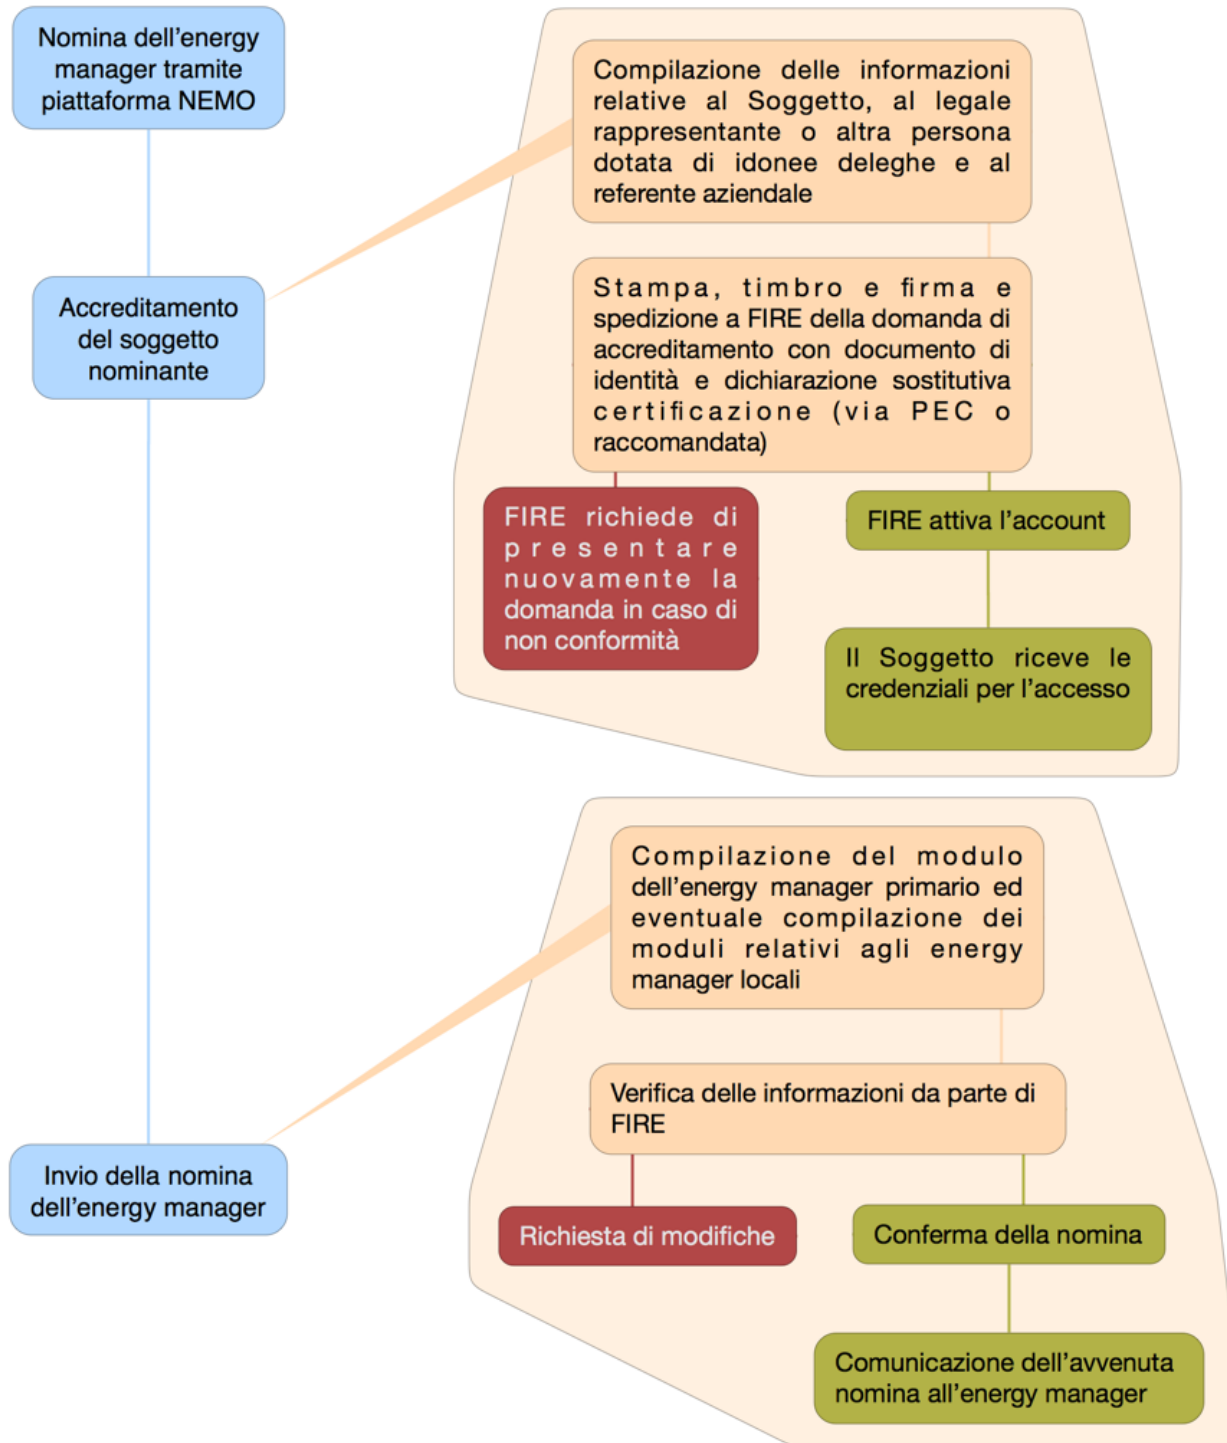 Nomina dell'energy
manager tramite
piattaforma NEMO
Compilazione delle informazioni
relative al Soggetto, al legale
rappresentante o altra persona
dotata di idonee deleghe e al
referente aziendale
Accreditamento
del soggetto
nominante
Stampa, timbro e firma e
spedizione a FIRE della domanda di
accreditamento con documento di
identità e dichiarazione sostitutiva
certificazione (via PEC o
raccomandata)
FIRE richiede di
presentare
nuovamente la
domanda in caso di
non conformità
FIRE attiva l'account
Il Soggetto riceve le
credenziali per l'accesso
Compilazione del modulo
dell'energy manager primario ed
eventuale compilazione dei
moduli relativi agli energy
manager locali
Verifica delle informazioni da parte di
FIRE
Invio della nomina
dell'energy manager
Richiesta di modifiche
Conferma della nomina
Comunicazione dell'avvenuta
nomina all'energy manager